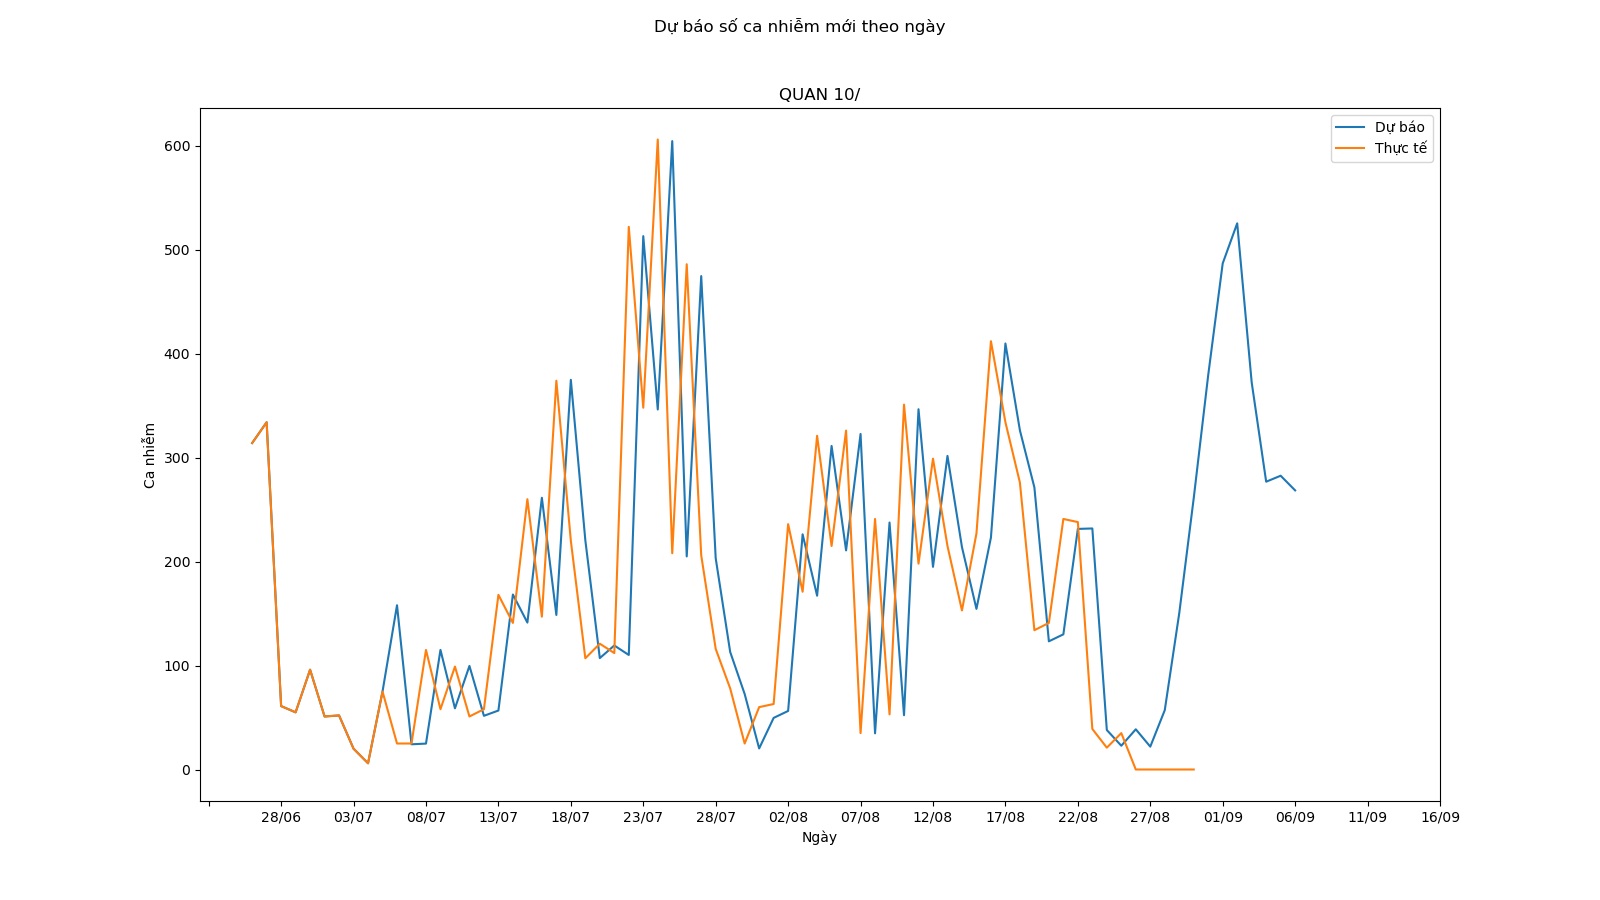 Dự báo số ca nhiễm mới theo ngày
QUAN 10/
Dự báo
Thực tế
600
500
400
300
200
100
0
Ca nhiễm
28/06 03/07 08/07 13/07 18/07 23/07 28/07 02/08 07/08 12/08 17/08 22/08 27/08 01/09 06/09 11/09 16/09
Ngày